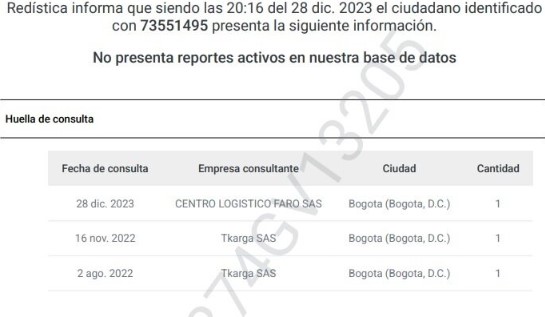 Redística informa que siendo las 20:16 del 28 dic. 2023 el ciudadano identificado
con 73551495 presenta la siguiente información.
No presenta reportes activos en nuestra base de datos
Huella de consulta
Fecha de consulta Empresa consultante Ciudad Cantidad
28 dic. 2023 CENTRO LOGISTICO FARO SAS Bogota (Bogota, D.C.) 1
16 nov. 2022 Tkarga SAS Bogota (Bogota, D.C.) 1
2 ago. 2022 Tkarga SAS Bogota (Bogota, D.C.) 1